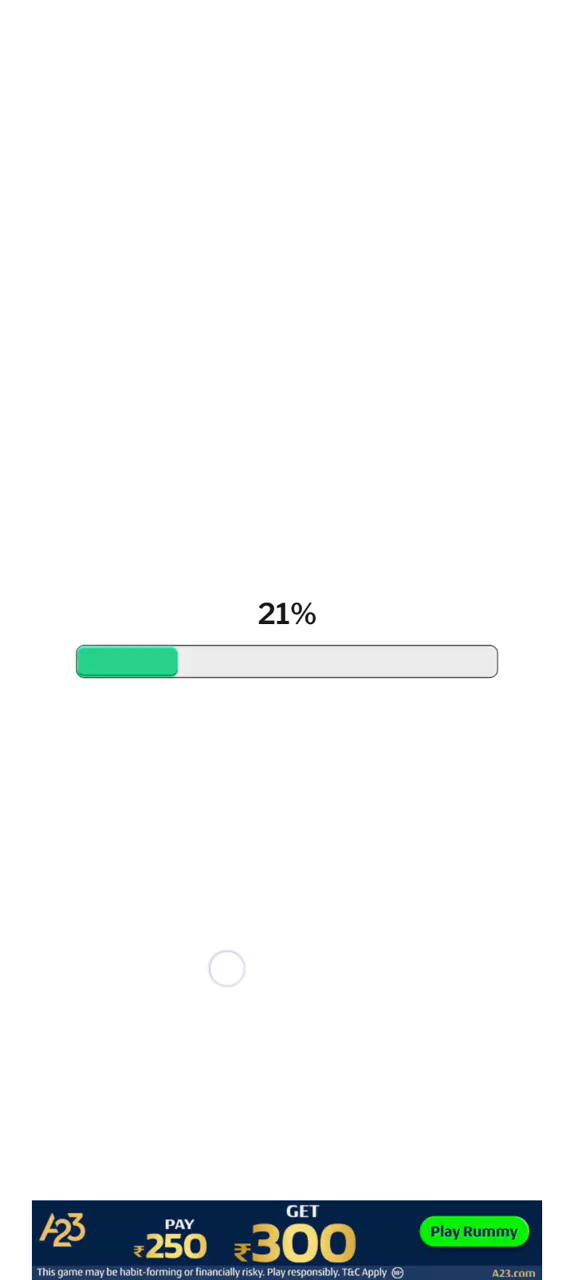 21%
A23
PAY
₹250
GET
₹300
Play Rummy
This game may be habit-forming or financially risky. Play responsibly. T&C Apply 18+
A23.com